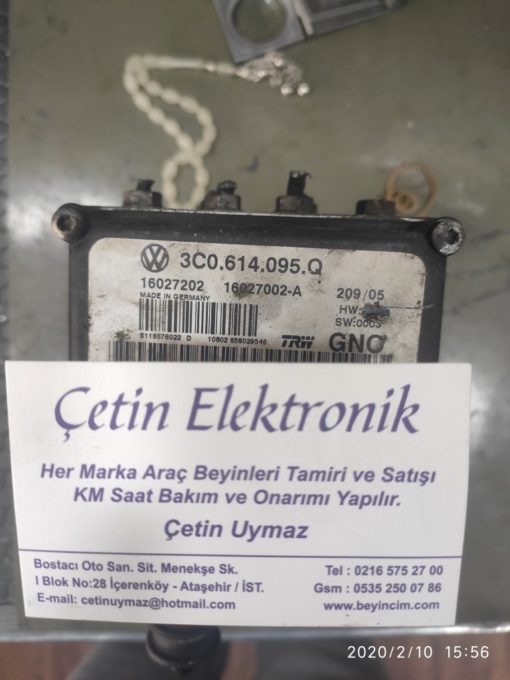 3C0.614.095.Q
16027202 16027002-A 209/05
MADE IN GERMANY
HW:
SW:0003
TRW GNO
Çetin Elektronik
Her Marka Araç Beyinleri Tamiri ve Satışı
KM Saat Bakım ve Onarımı Yapılır.
Çetin Uymaz
Bostacı Oto San. Sit. Menekşe Sk.
I Blok No:28 İçerenköy - Ataşehir / İST.
E-mail: cetinuymaz@hotmail.com
Tel : 0216 575 27 00
Gsm : 0535 250 07 86
www.beyincim.com
2020/2/10 15:56